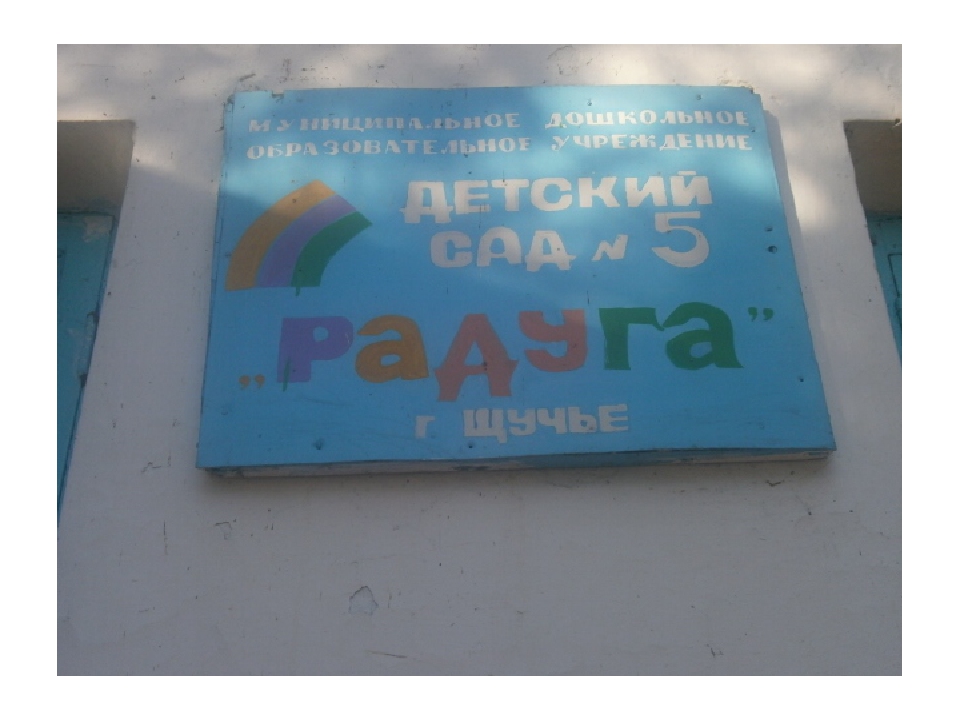 МУНИЦИПАЛЬНОЕ ДОШКОЛЬНОЕ
ОБРАЗОВАТЕЛЬНОЕ УЧРЕЖДЕНИЕ
ДЕТСКИЙ
САД N 5
„Радуга”
г ЩУЧЬЕ